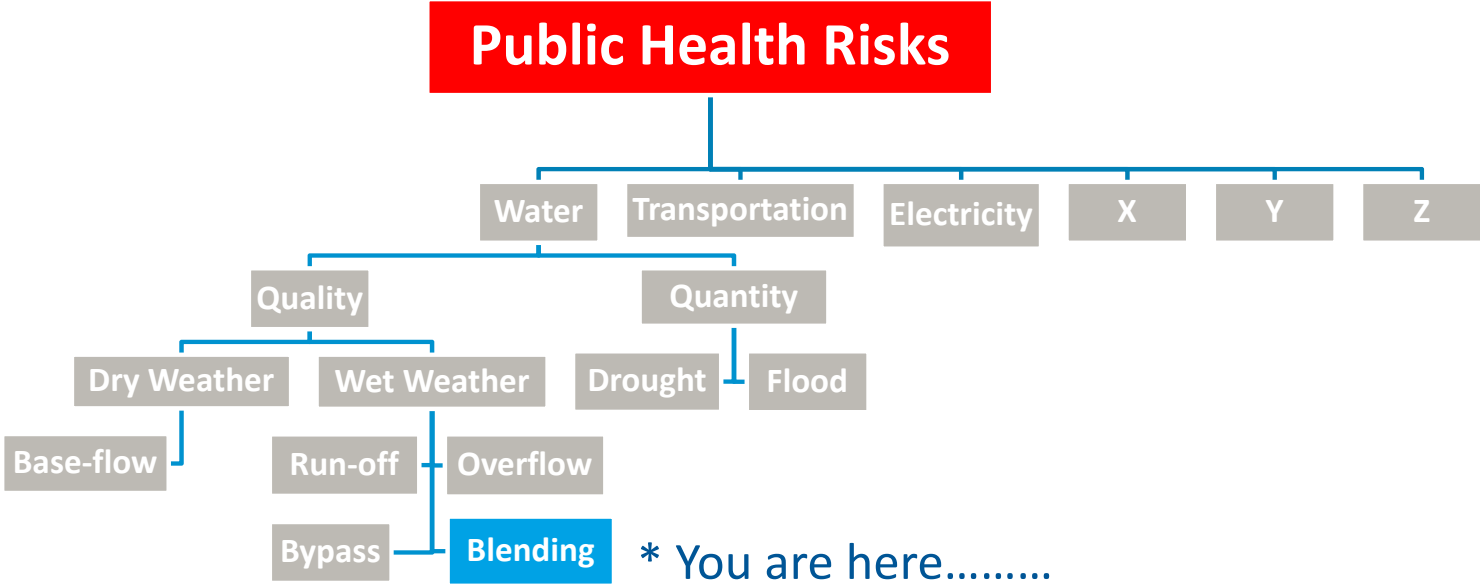 Public Health Risks
Water
Transportation
Electricity
X
Y
Z
Quality
Quantity
Dry Weather
Wet Weather
Drought
Flood
Base-flow
Run-off
Overflow
Bypass
Blending
* You are here.........